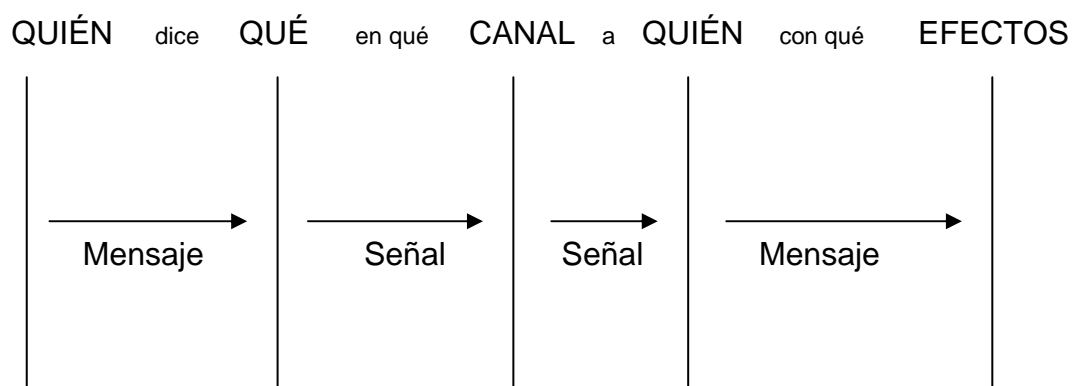 QUIÉN dice QUÉ en qué CANAL a QUIÉN con qué EFECTOS
Mensaje Señal Señal Mensaje